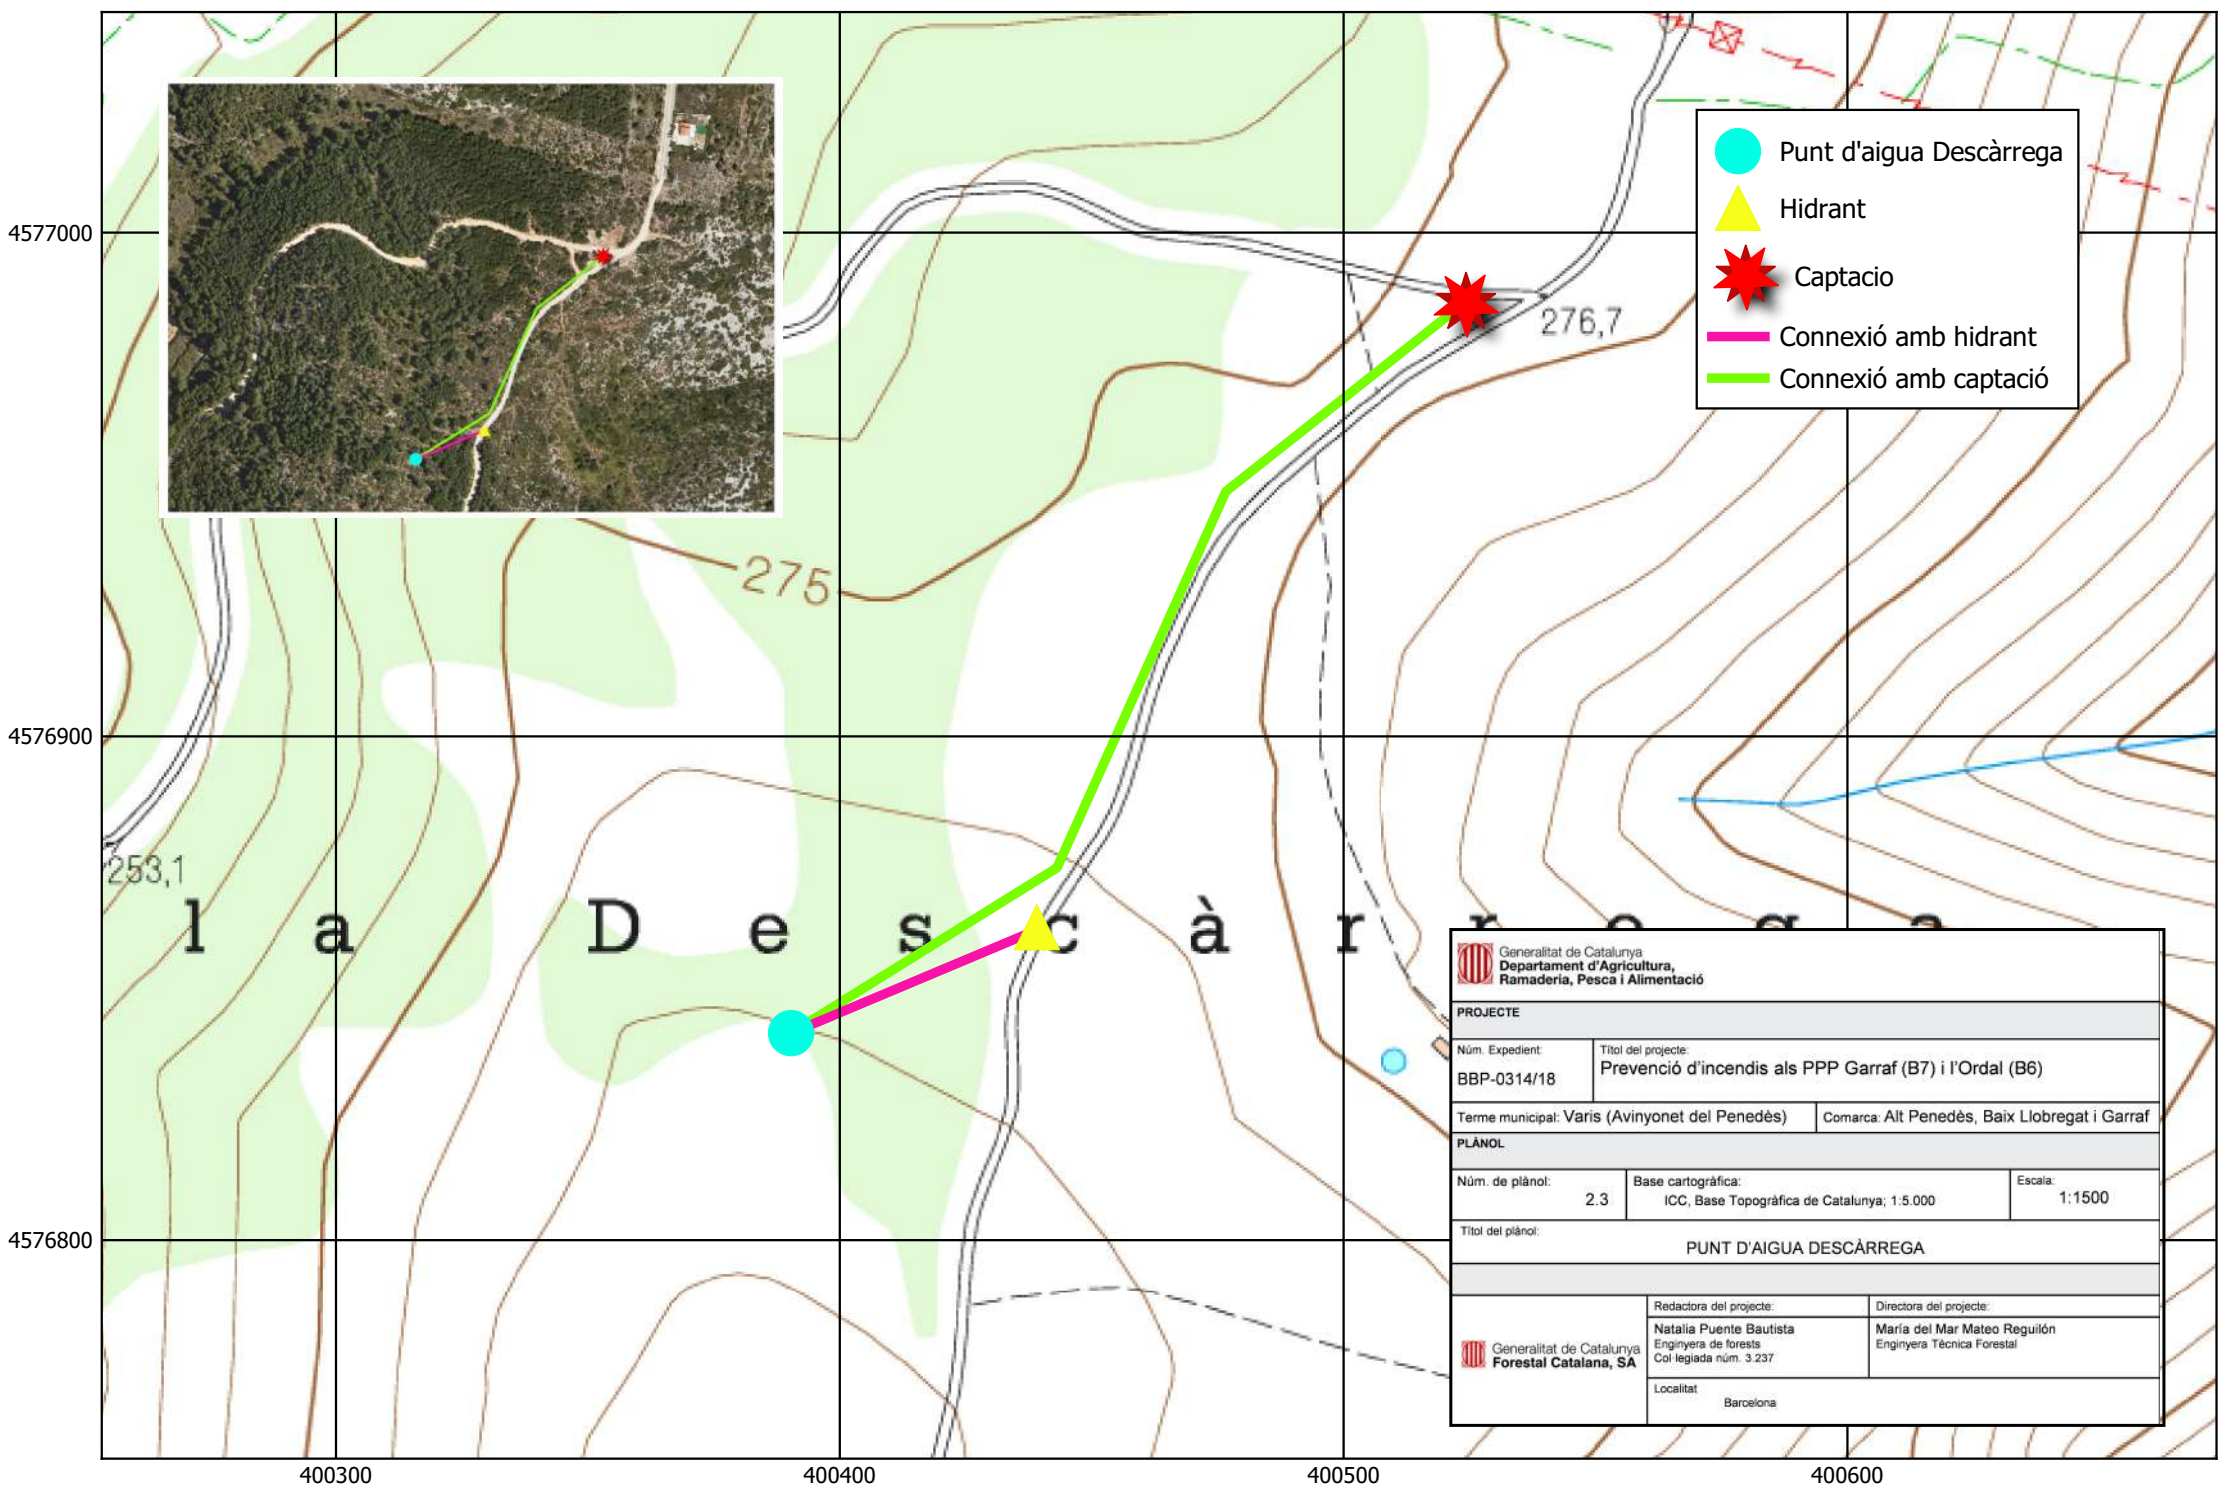 Punt d'aigua Descàrrega
Hidrant
Captacio
Connexió amb hidrant
Connexió amb captació
4577000
4576900
4576800
276,7
275
253,1
la Descàrrega
Generalitat de Catalunya
Departament d'Agricultura,
Ramaderia, Pesca i Alimentació
PROJECTE
Núm. Expedient:
BBP-0314/18
Títol del projecte:
Prevenció d'incendis als PPP Garraf (B7) i l'Ordal (B6)
Terme municipal: Varis (Avinyonet del Penedès)
Comarca: Alt Penedès, Baix Llobregat i Garraf
PLÀNOL
Núm. de plànol:
2.3
Base cartogràfica:
ICC, Base Topogràfica de Catalunya; 1:5.000
Escala:
1:1500
Títol del plànol:
PUNT D'AIGUA DESCÀRREGA
Generalitat de Catalunya
Forestal Catalana, SA
Redactora del projecte:
Natalia Puente Bautista
Enginyera de forests
Col·legiada núm. 3.237
Directora del projecte:
María del Mar Mateo Reguilón
Enginyera Tècnica Forestal
Localitat
Barcelona
400300
400400
400500
400600